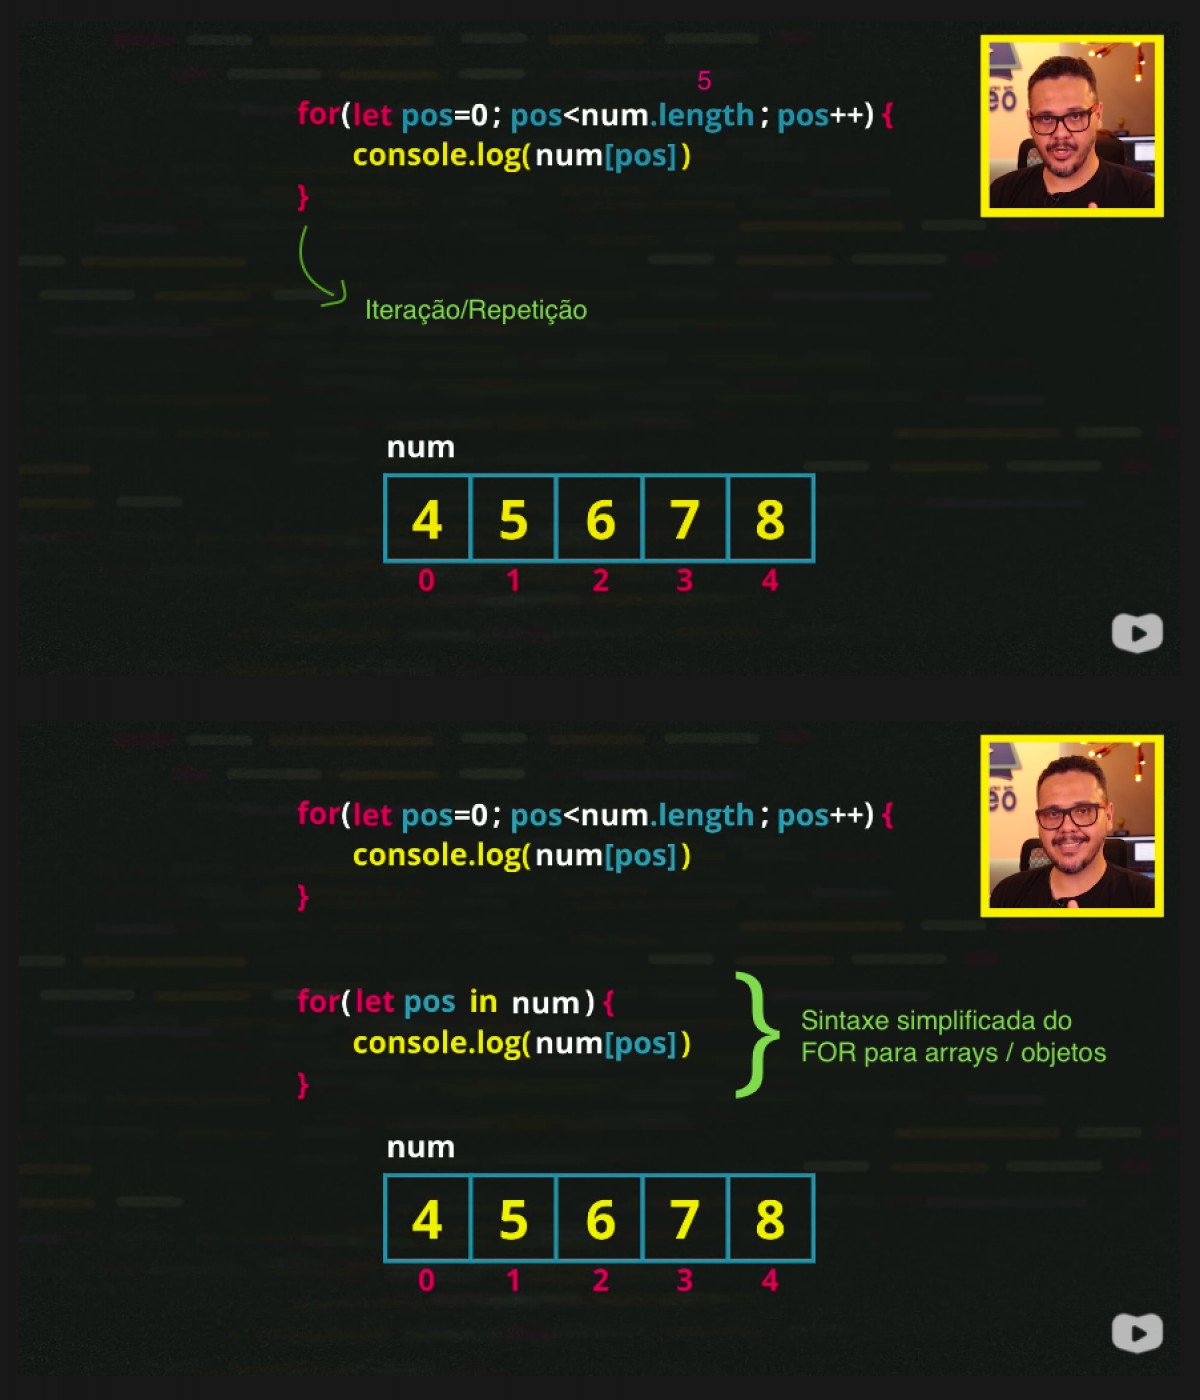 5
for(let pos=0; pos<num.length; pos++) {
console.log(num[pos])
}
Iteração/Repetição
num
4 5 6 7 8
0 1 2 3 4
for(let pos=0; pos<num.length; pos++) {
console.log(num[pos])
}
for(let pos in num) {
console.log(num[pos])
}
Sintaxe simplificada do
FOR para arrays / objetos
num
4 5 6 7 8
0 1 2 3 4